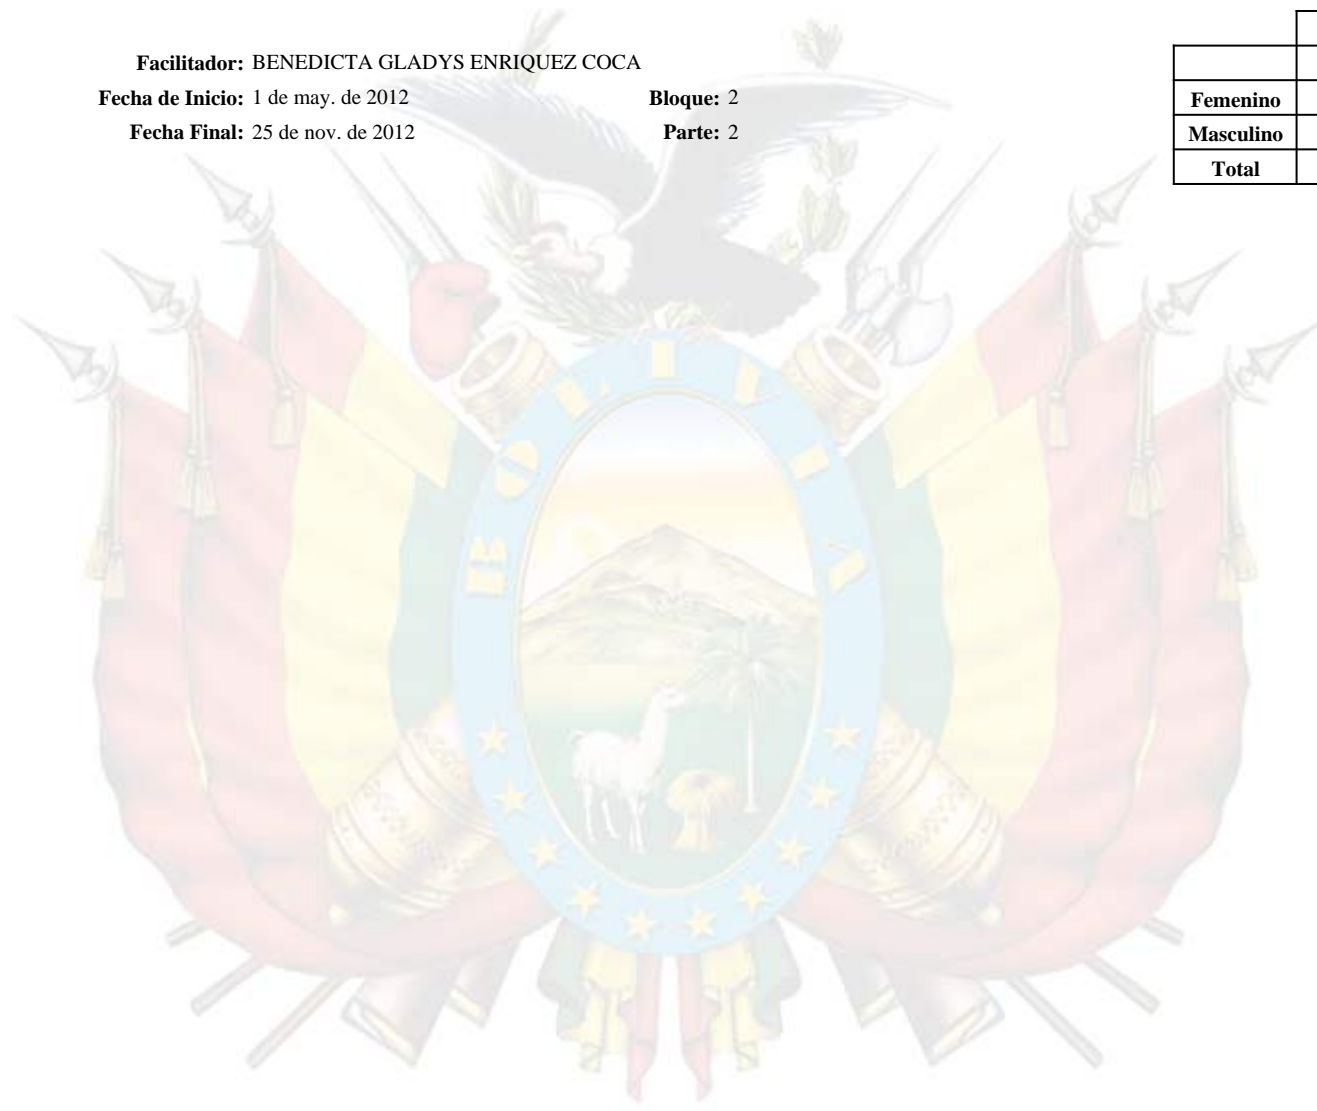 Facilitador: BENEDICTA GLADYS ENRIQUEZ COCA
Fecha de Inicio: 1 de may. de 2012 Bloque: 2
Fecha Final: 25 de nov. de 2012 Parte: 2
Femenino
Masculino
Total
BOLIVIA